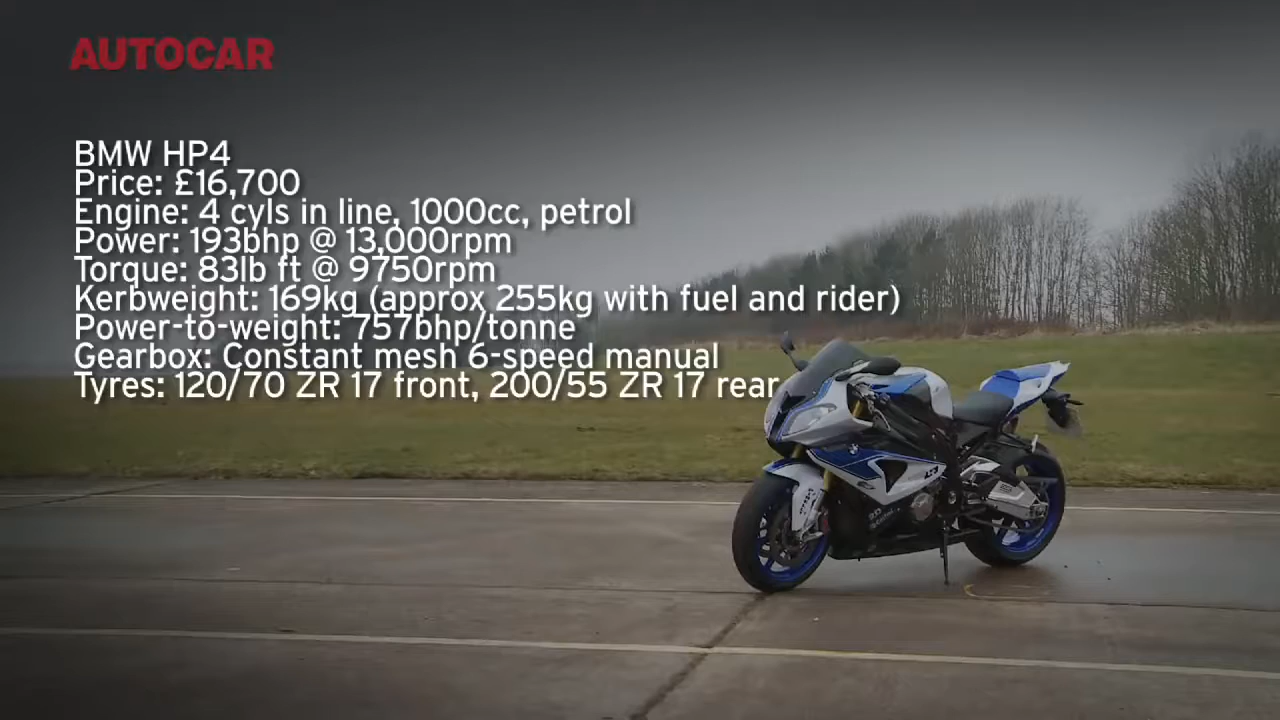 AUTOCAR
BMW HP4
Price: £16,700
Engine: 4 cyls in line, 1000cc, petrol
Power: 193bhp @ 13,000rpm
Torque: 83lb ft @ 9750rpm
Kerbweight: 169kg (approx 255kg with fuel and rider)
Power-to-weight: 757bhp/tonne
Gearbox: Constant mesh 6-speed manual
Tyres: 120/70 ZR 17 front, 200/55 ZR 17 rear